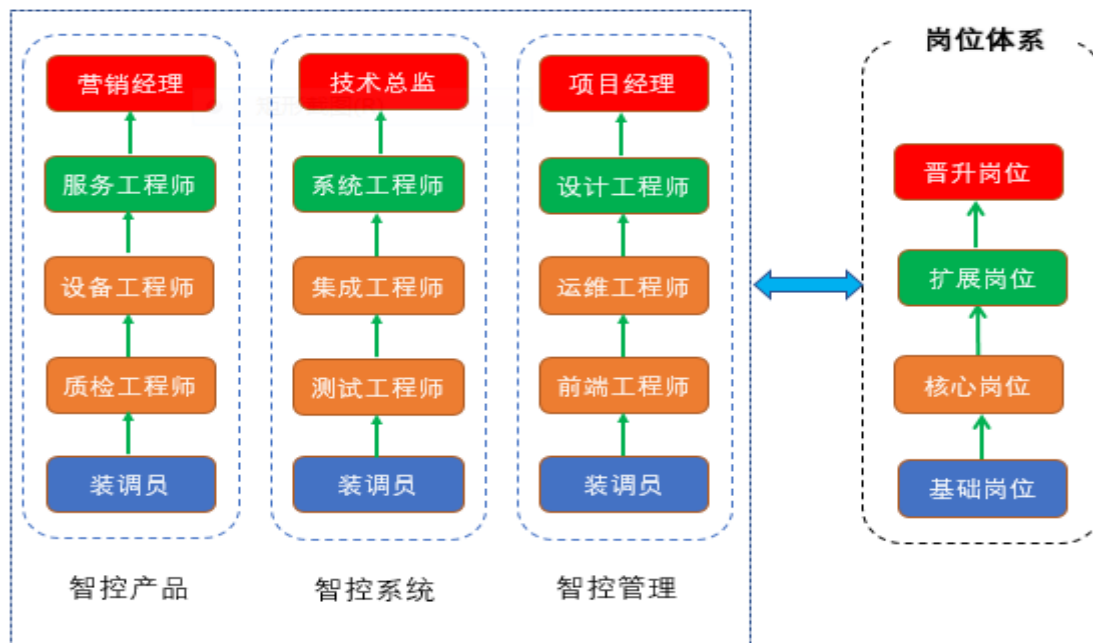 岗位体系
营销经理
技术总监
项目经理
服务工程师
系统工程师
设计工程师
晋升岗位
设备工程师
集成工程师
运维工程师
扩展岗位
质检工程师
测试工程师
前端工程师
核心岗位
装调员
装调员
装调员
基础岗位
智控产品
智控系统
智控管理